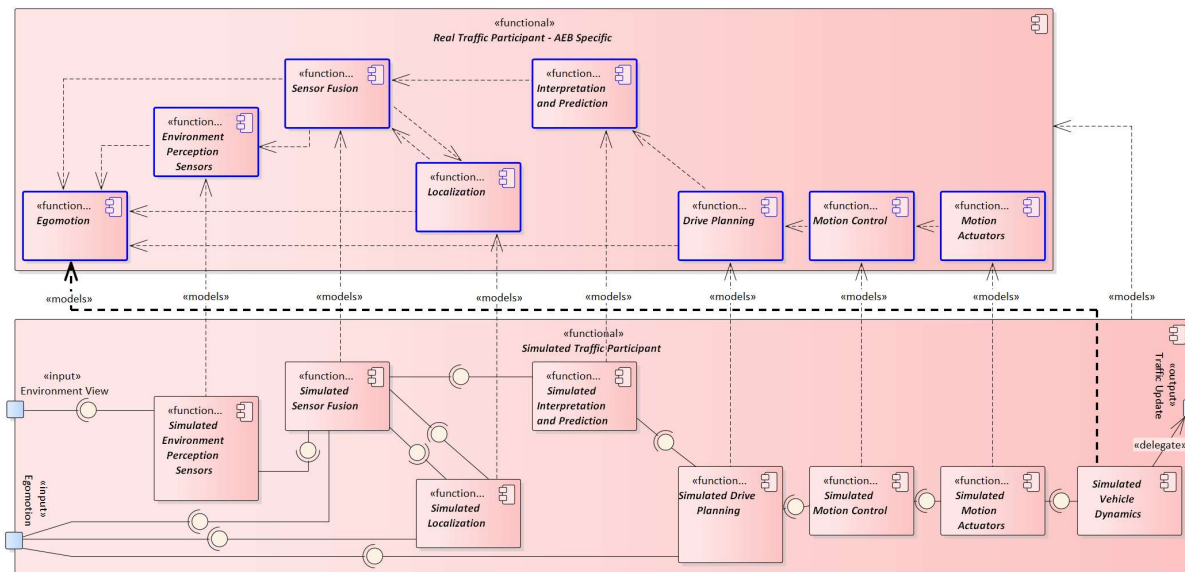 «functional»
Real Traffic Participant - AEB Specific
«function...
Sensor Fusion
«function...
Interpretation
and Prediction
«function...
Environment
Perception
Sensors
«function...
Localization
«function...
Egomotion
«function...
Drive Planning
«function...
Motion Control
«function...
Motion
Actuators
«models»
«models»
«models»
«models»
«models»
«models»
«models»
«models»
«models»
«functional»
Simulated Traffic Participant
«input»
Environment View
«function...
Simulated
Sensor Fusion
«function...
Simulated
Interpretation
and Prediction
«output»
Traffic Update
«function...
Simulated
Environment
Perception
Sensors
«delegate»
«input»
Egomotion
«function...
Simulated
Localization
«function...
Simulated Drive
Planning
«function...
Simulated
Motion Control
«function...
Simulated
Motion
Actuators
Simulated
Vehicle
Dynamics